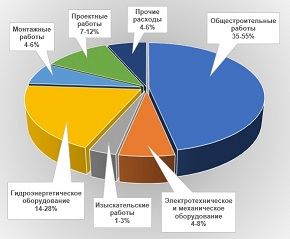 Прочие
расходы
4-6%
Общестроительные
работы
35-55%
Проектные
работы
7-12%
Монтажные
работы
4-6%
Гидроэнергетическое
оборудование
14-28%
Изыскательские
работы
1-3%
Электротехническое
и механическое
оборудование
4-8%